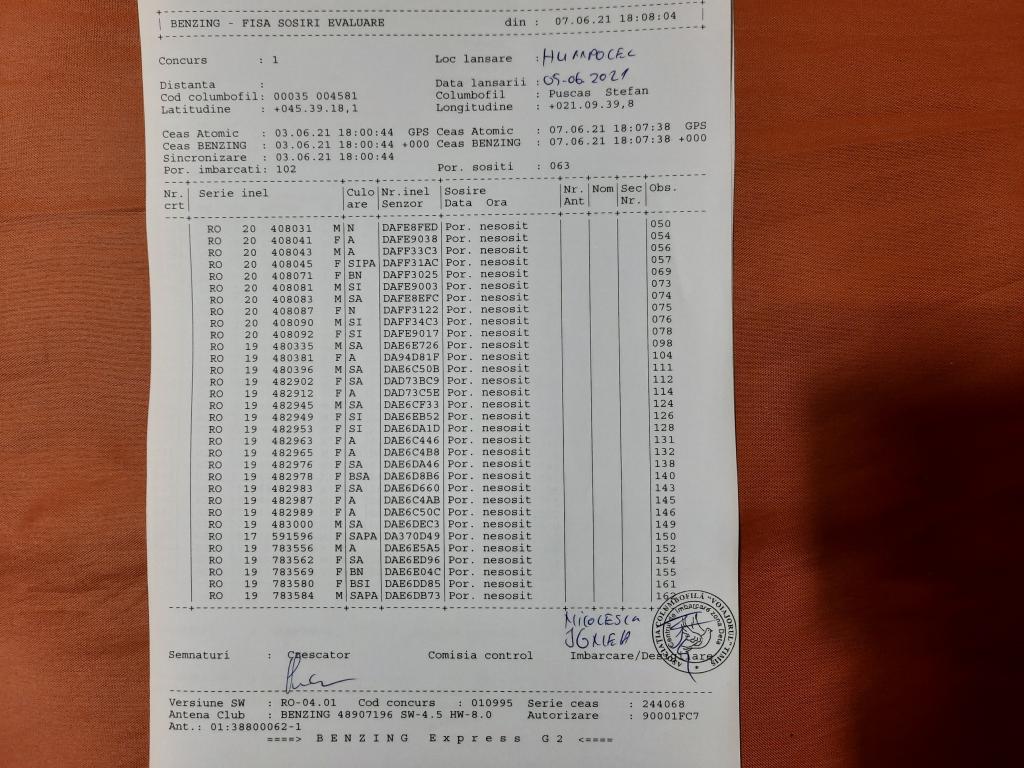 BENZING - FISA SOSIRI EVALUARE din : 07.06.21 18:08:04
Concurs : 1 Loc lansare : HUMPOCEL
Distanta : Data lansarii : 05-06.2021
Cod columbofil: 00035 004581 Columbofil : Puscas Stefan
Latitudine : +045.39.18,1 Longitudine : +021.09.39,8
Ceas Atomic : 03.06.21 18:00:44 GPS Ceas Atomic : 07.06.21 18:07:38 GPS
Ceas BENZING : 03.06.21 18:00:44 +000 Ceas BENZING : 07.06.21 18:07:38 +000
Sincronizare : 03.06.21 18:00:44
Por. imbarcati: 102 Por. sositi : 063
Nr. Serie inel Culo Nr.inel Sosire Nr. Nom Sec Obs.
crt are Senzor Data Ora Ant Nr.
RO 20 408031 M N DAFE8FED Por. nesosit 050
RO 20 408041 F A DAFE9038 Por. nesosit 054
RO 20 408043 M A DAFF33C3 Por. nesosit 056
RO 20 408045 F SIPA DAFF31AC Por. nesosit 057
RO 20 408071 F BN DAFF3025 Por. nesosit 069
RO 20 408081 M SI DAFE9003 Por. nesosit 073
RO 20 408083 M SA DAFE8EFC Por. nesosit 074
RO 20 408087 F N DAFF3122 Por. nesosit 075
RO 20 408090 M SI DAFF34C3 Por. nesosit 076
RO 20 408092 F SI DAFE9017 Por. nesosit 078
RO 19 480335 M SA DAE6E726 Por. nesosit 098
RO 19 480381 F A DA94D81F Por. nesosit 104
RO 19 480396 M SA DAE6C50B Por. nesosit 111
RO 19 482902 F SA DAD73BC9 Por. nesosit 112
RO 19 482912 F A DAD73C5E Por. nesosit 114
RO 19 482945 M SA DAE6CF33 Por. nesosit 124
RO 19 482949 F SI DAE6EB52 Por. nesosit 126
RO 19 482953 F SI DAE6DA1D Por. nesosit 128
RO 19 482963 F A DAE6C446 Por. nesosit 131
RO 19 482965 F A DAE6C4B8 Por. nesosit 132
RO 19 482976 F SA DAE6DA46 Por. nesosit 138
RO 19 482978 F BSA DAE6D8B6 Por. nesosit 140
RO 19 482983 F SA DAE6D660 Por. nesosit 143
RO 19 482987 F A DAE6C4AB Por. nesosit 145
RO 19 482989 F A DAE6C50C Por. nesosit 146
RO 19 483000 M SA DAE6DEC3 Por. nesosit 149
RO 17 591596 F SAPA DA370D49 Por. nesosit 150
RO 19 783556 M A DAE6E5A5 Por. nesosit 152
RO 19 783562 F SA DAE6ED96 Por. nesosit 154
RO 19 783569 F BN DAE6E04C Por. nesosit 155
RO 19 783580 F BSI DAE6DD85 Por. nesosit 161
RO 19 783584 M SAPA DAE6DB73 Por. nesosit 162
Semnaturi : Crescator Comisia control Imbarcare/Des
ASOCIATIA COLUMBOFILĂ "VOIAJORUL" TIMIȘ
Centrul de Imbarcare Zona Deta
Versiune SW : RO-04.01 Cod concurs : 010995 Serie ceas : 244068
Antena Club : BENZING 48907196 SW-4.5 HW-8.0 Autorizare : 90001FC7
Ant.: 01:38800062-1
====> BENZING Express G2 <====